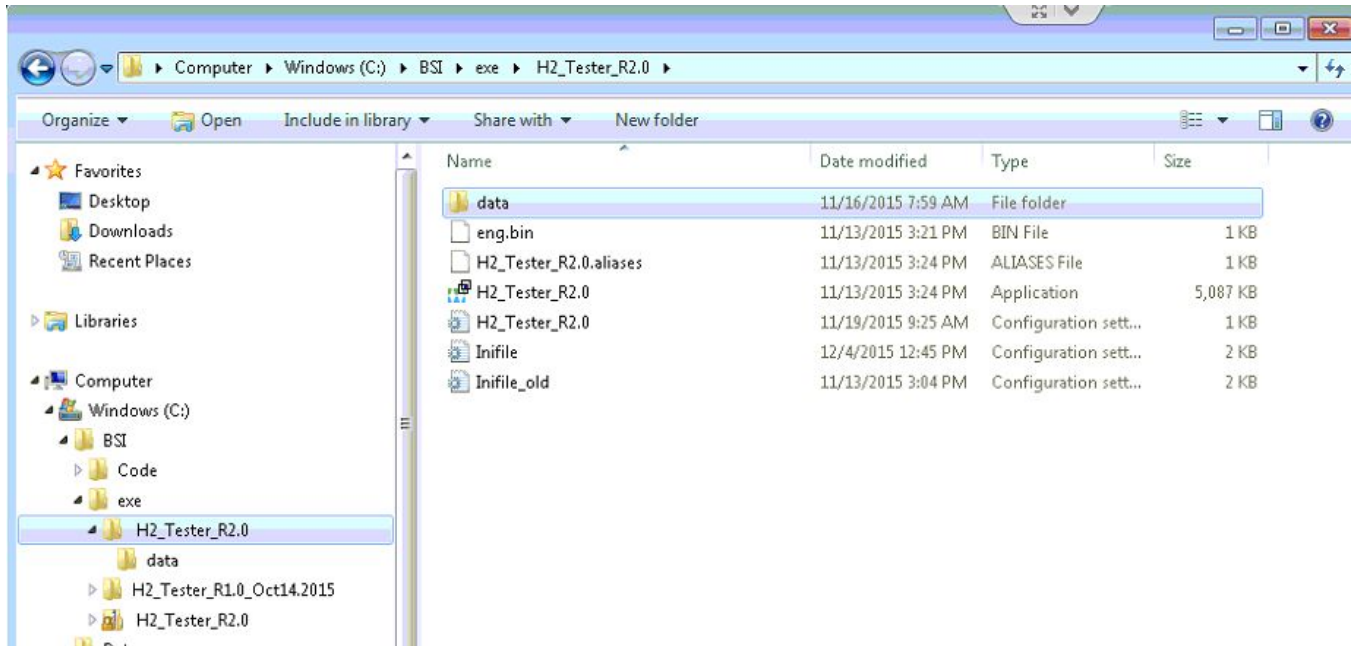 Computer Windows (C:) BSI exe H2_Tester_R2.0
Organize Open Include in library Share with New folder
Favorites
Desktop
Downloads
Recent Places
Libraries
Computer
Windows (C:)
BSI
Code
exe
H2_Tester_R2.0
data
H2_Tester_R1.0_Oct14.2015
H2_Tester_R2.0
Name Date modified Type Size
data 11/16/2015 7:59 AM File folder
eng.bin 11/13/2015 3:21 PM BIN File 1 KB
H2_Tester_R2.0.aliases 11/13/2015 3:24 PM ALIASES File 1 KB
H2_Tester_R2.0 11/13/2015 3:24 PM Application 5,087 KB
H2_Tester_R2.0 11/19/2015 9:25 AM Configuration sett... 1 KB
Inifile 12/4/2015 12:45 PM Configuration sett... 2 KB
Inifile_old 11/13/2015 3:04 PM Configuration sett... 2 KB